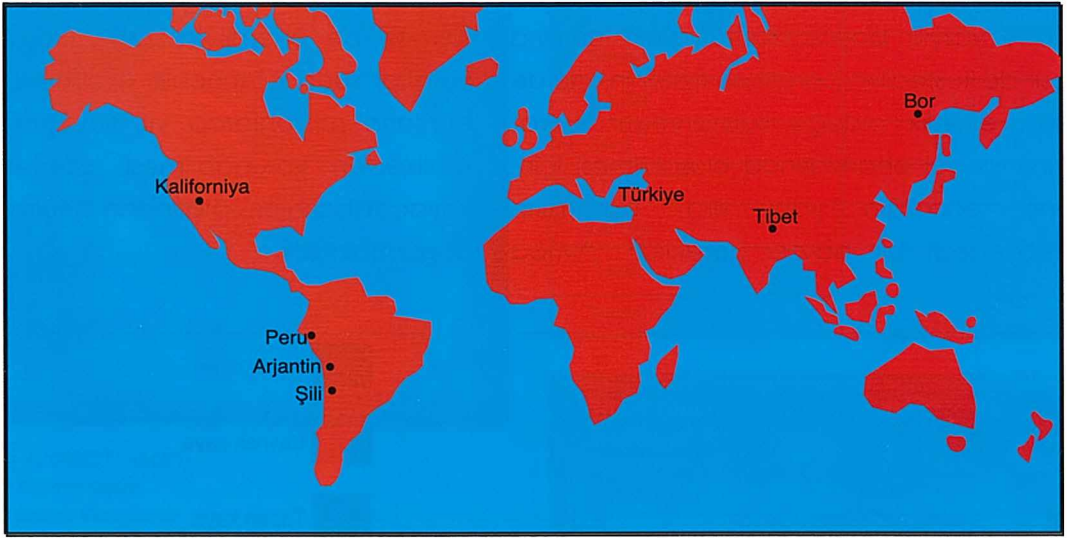 Bor
Kaliforniya
Türkiye
Tibet
Peru
Arjantin
Şili